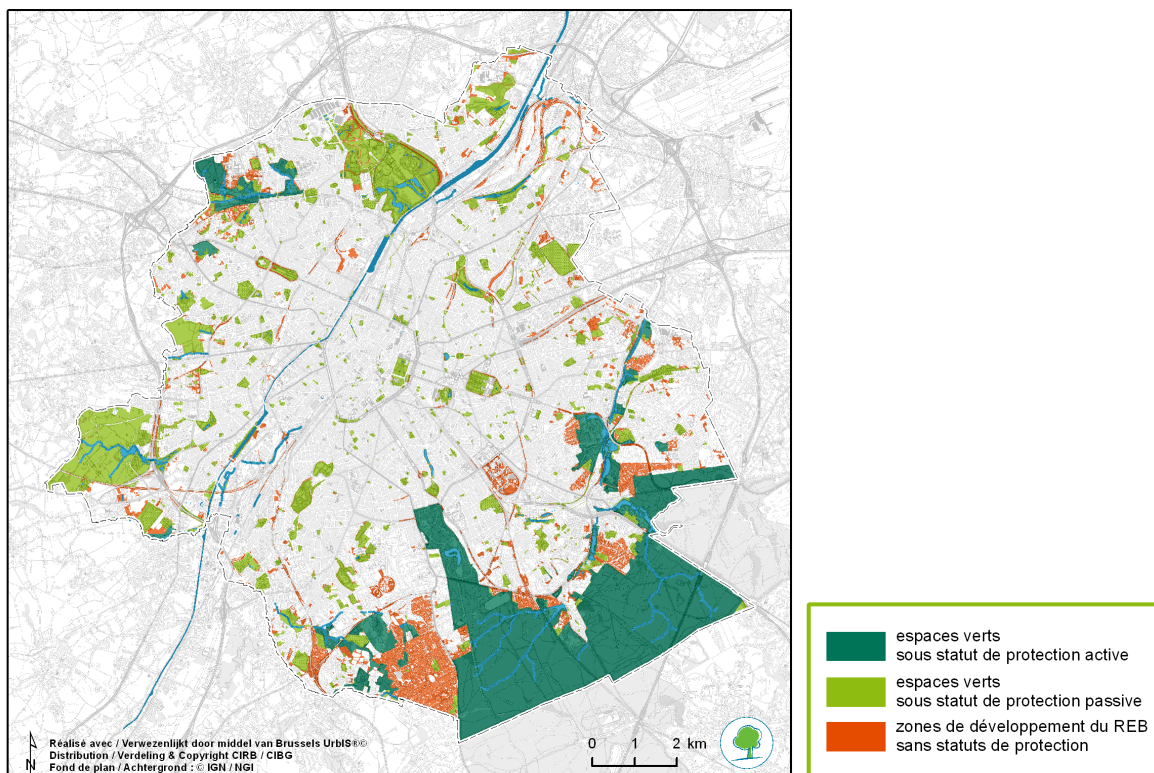 espaces verts
sous statut de protection active
espaces verts
sous statut de protection passive
zones de développement du REB
sans statuts de protection
N
Réalisé avec / Verwezenlijkt door middel van Brussels UrbIS®©
Distribution / Verdeling & Copyright CIRB / CIBG
Fond de plan / Achtergrond : © IGN / NGI
0 1 2 km